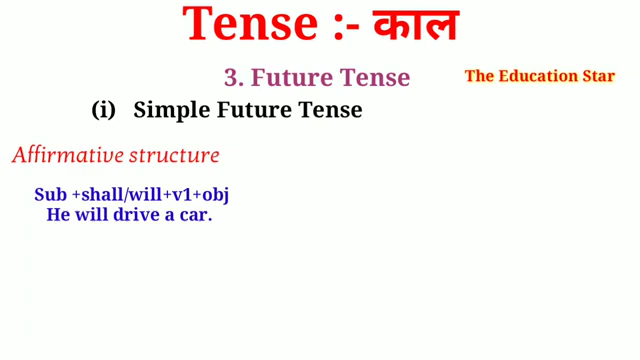 Tense :- काल
3. Future Tense
The Education Star
(i) Simple Future Tense
Affirmative structure
Sub +shall/will+v1+obj
He will drive a car.